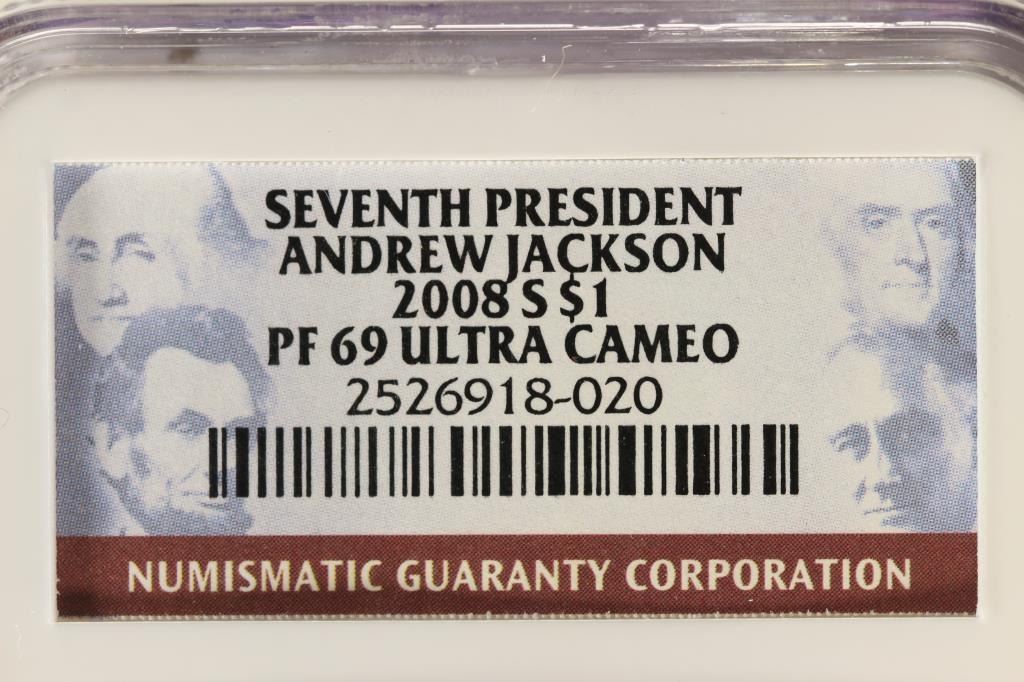 SEVENTH PRESIDENT
ANDREW JACKSON
2008 S $1
PF 69 ULTRA CAMEO
2526918-020
NUMISMATIC GUARANTY CORPORATION